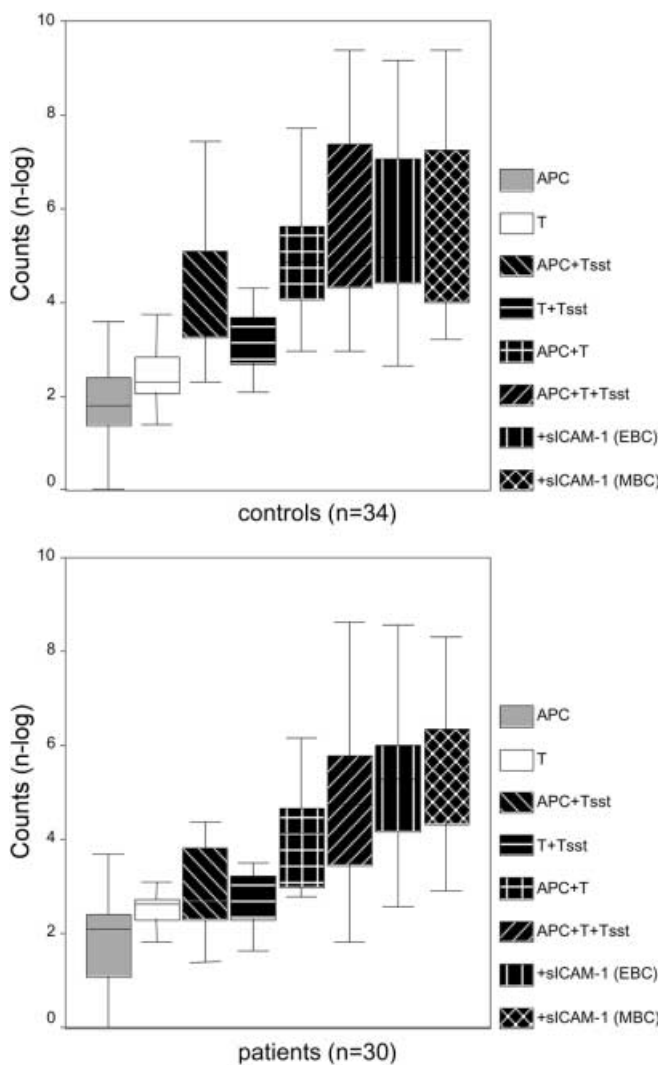 10
8
6
4
2
0
Counts (n-log)
controls (n=34)
APC
T
APC+Tsst
T+Tsst
APC+T
APC+T+Tsst
+sICAM-1 (EBC)
+sICAM-1 (MBC)
10
8
6
4
2
0
Counts (n-log)
patients (n=30)
APC
T
APC+Tsst
T+Tsst
APC+T
APC+T+Tsst
+sICAM-1 (EBC)
+sICAM-1 (MBC)